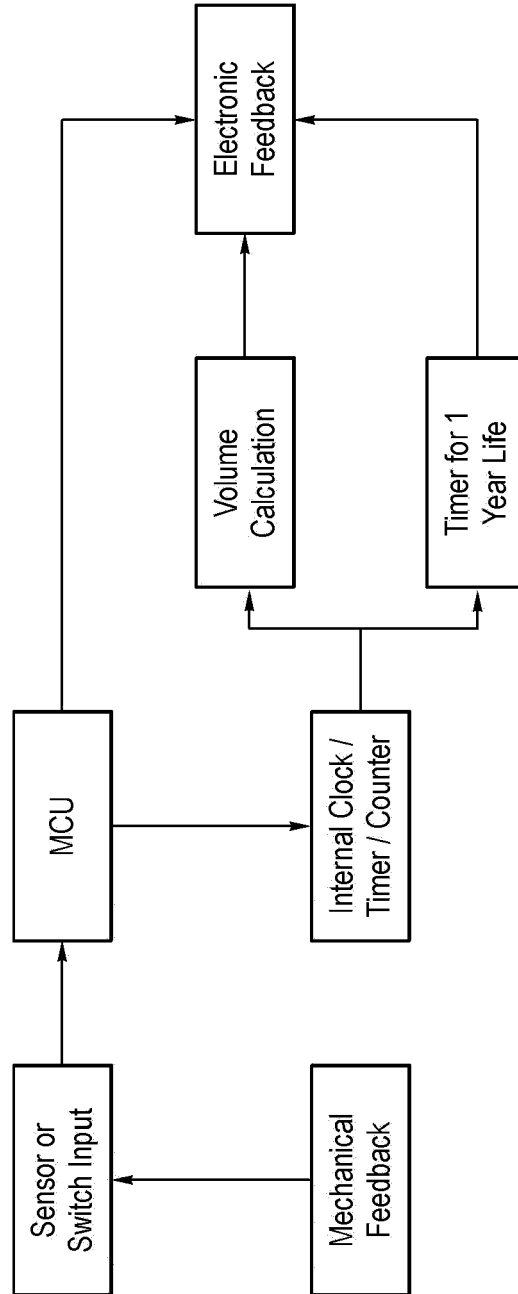 Sensor or
Switch Input
MCU
Mechanical
Feedback
Internal Clock /
Timer / Counter
Volume
Calculation
Timer for 1
Year Life
Electronic
Feedback